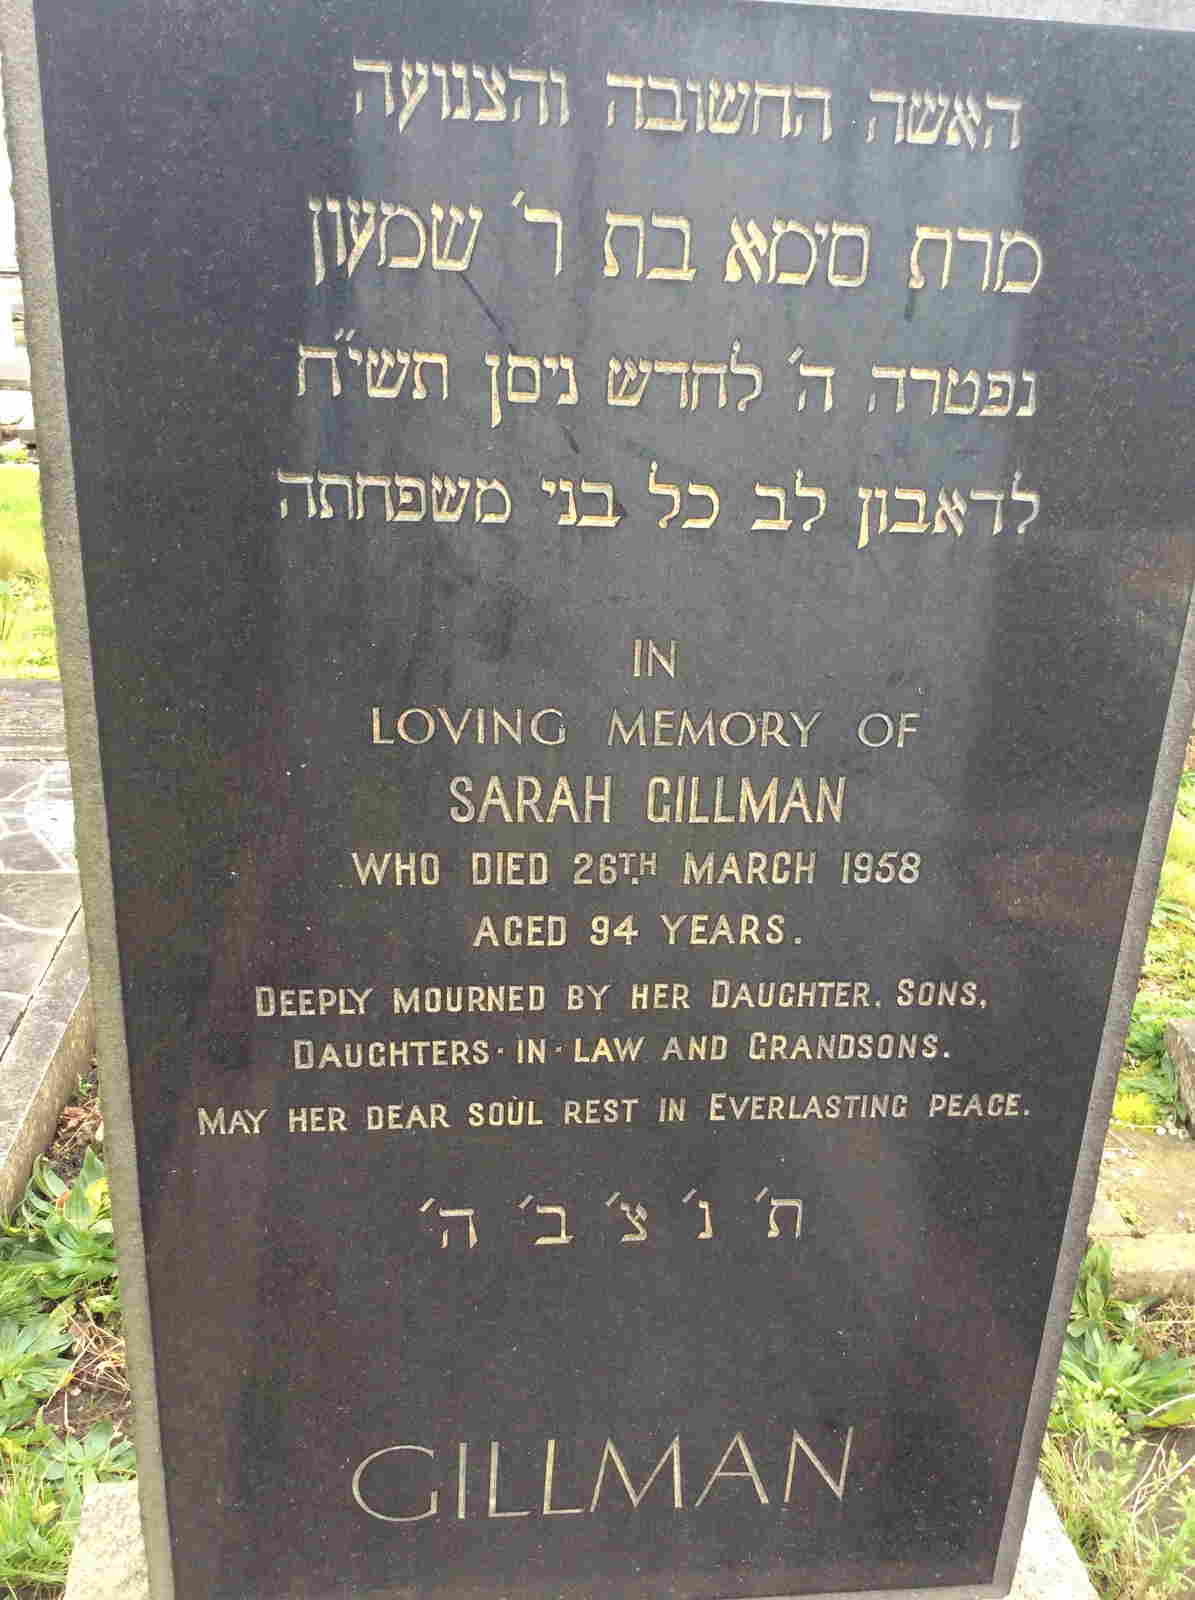 האשה החשובה והצנועה
מרת סימא בת ר׳ שמעון
נפטרה ה׳ לחדש ניסן תשי״ח
לדאבון לב כל בני משפחתה
IN
LOVING MEMORY OF
SARAH GILLMAN
WHO DIED 26TH MARCH 1958
AGED 94 YEARS.
DEEPLY MOURNED BY HER DAUGHTER, SONS,
DAUGHTERS-IN-LAW AND GRANDSONS.
MAY HER DEAR SOUL REST IN EVERLASTING PEACE.
ת׳ נ׳ צ׳ ב׳ ה׳
GILLMAN